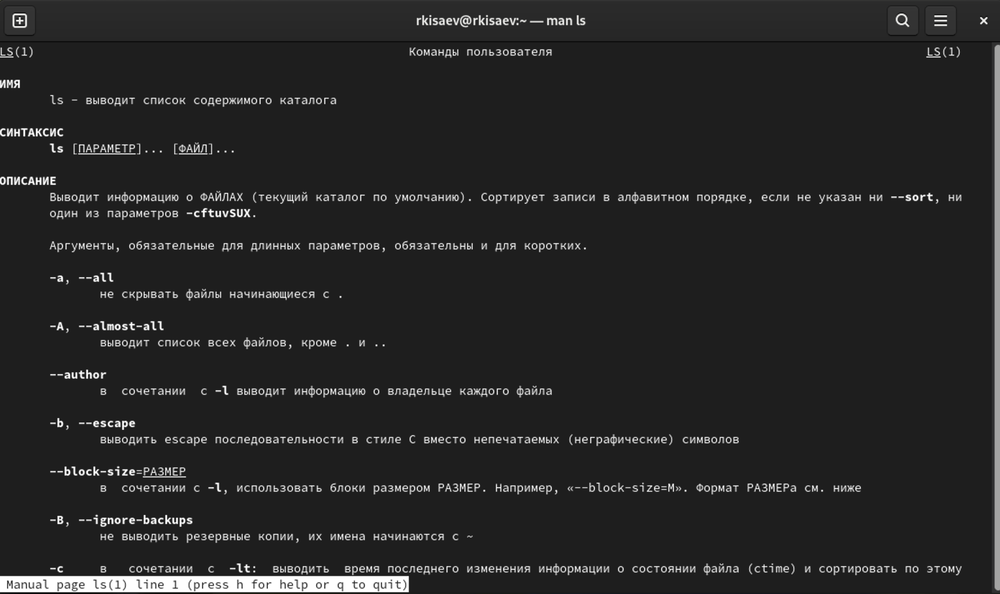 rkisaev@rkisaev:~ — man ls
LS(1) Команды пользователя LS(1)
ИМЯ
ls - выводит список содержимого каталога
СИнТАКСИС
ls [ПАРАМЕТР]... [ФАЙЛ]...
ОПИСАнИЕ
Выводит информацию о ФАЙЛАХ (текущий каталог по умолчанию). Сортирует записи в алфавитном порядке, если не указан ни --sort, ни
один из параметров -cftuvSUX.
Аргументы, обязательные для длинных параметров, обязательны и для коротких.
-a, --all
не скрывать файлы начинающиеся с .
-A, --almost-all
выводит список всех файлов, кроме . и ..
--author
в сочетании с -l выводит информацию о владельце каждого файла
-b, --escape
выводить escape последовательности в стиле C вместо непечатаемых (неграфические) символов
--block-size=РАЗМЕР
в сочетании с -l, использовать блоки размером РАЗМЕР. Например, «--block-size=M». Формат РАЗМЕРа см. ниже
-B, --ignore-backups
не выводить резервные копии, их имена начинаются с ~
-c в сочетании с -lt: выводить время последнего изменения информации о состоянии файла (ctime) и сортировать по этому
Manual page ls(1) line 1 (press h for help or q to quit)